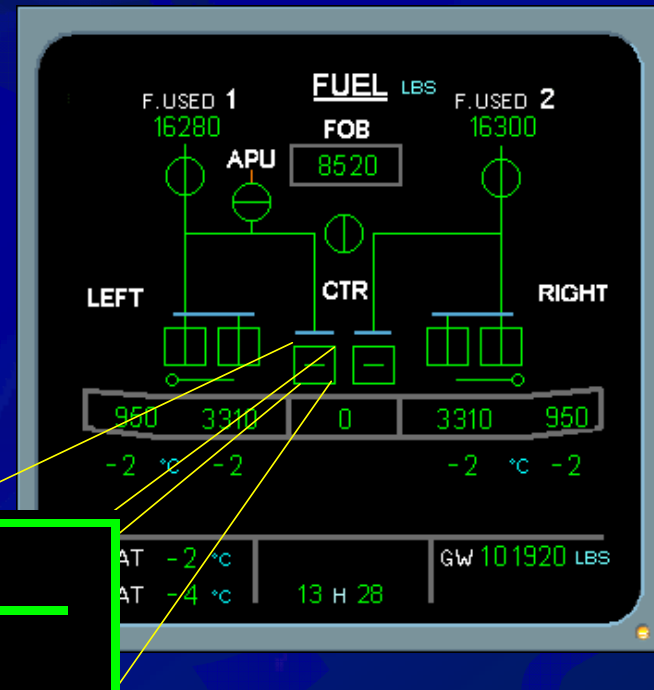 FUEL LBS
F.USED 1
F.USED 2
16280
FOB
16300
APU
8520
LEFT
CTR
RIGHT
950 3310 0 3310 950
-2 °C -2
-2 °C -2
AT -2 °C
GW 101920 LBS
AT -4 °C
13 H 28